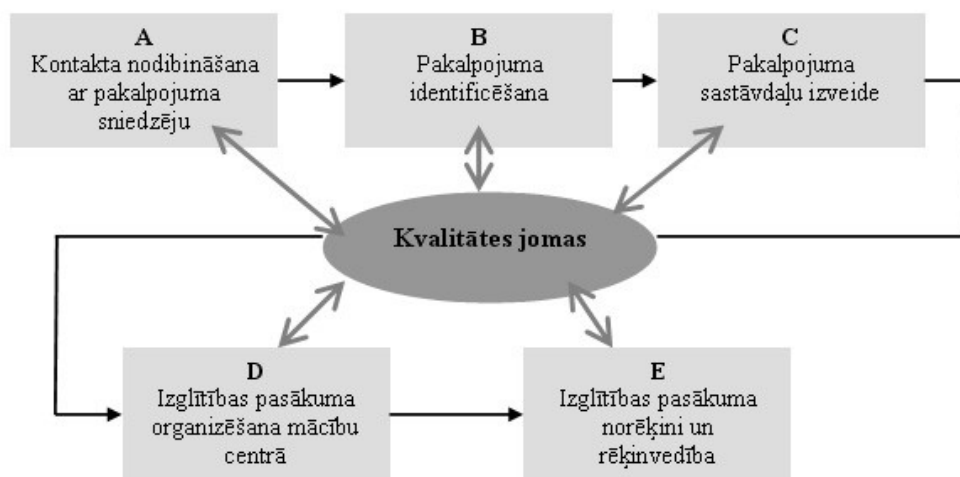 A
Kontakta nodibināšana
ar pakalpojuma
sniedzēju
B
Pakalpojuma
identificēšana
C
Pakalpojuma
sastāvdaļu izveide
Kvalitātes jomas
D
Izglītības pasākuma
organizēšana mācību
centrā
E
Izglītības pasākuma
norēķini un
rēķinvedība